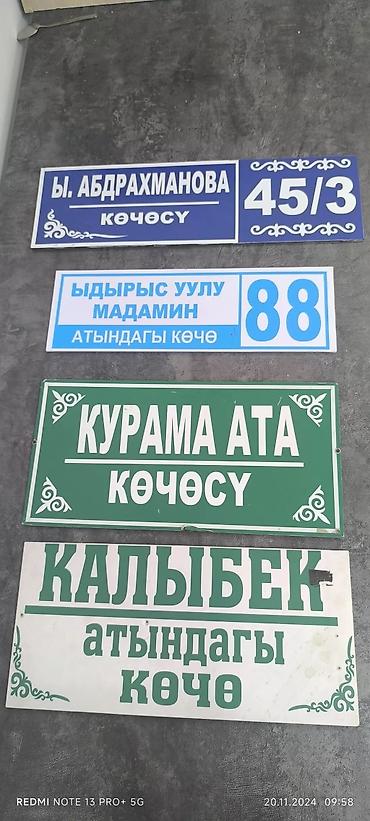 Ы. АБДРАХМАНОВА
КӨЧӨСҮ
45/3
ЫДЫРЫС УУЛУ
МАДАМИН
АТЫНДАГЫ КӨЧӨ
88
КУРАМА АТА
КӨЧӨСҮ
КАЛЫБЕК
атындагы
көчө
REDMI NOTE 13 PRO+ 5G
20.11.2024 09:58